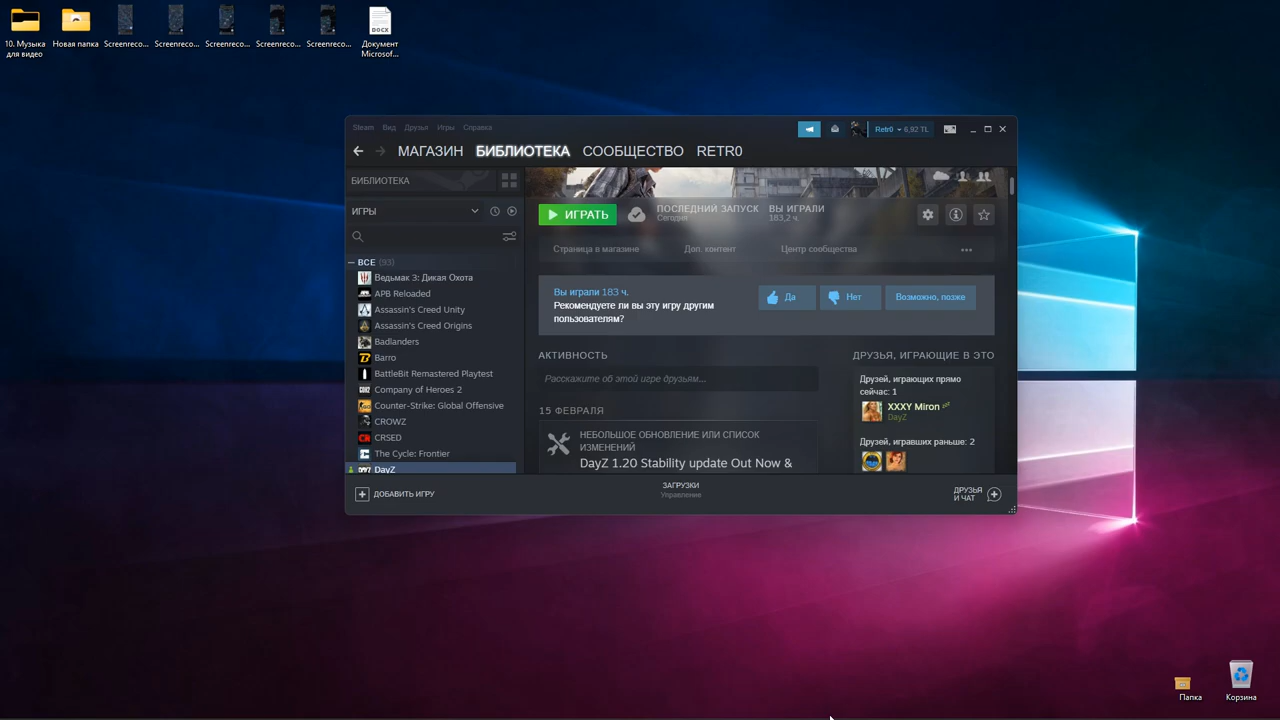 10. Музыка
для видео
Новая папка
Screenreco...
Screenreco...
Screenreco...
Screenreco...
Screenreco...
DOCX
Документ
Microsof...
Steam Вид Друзья Игры Справка
Retr0 6,92 TL
МАГАЗИН БИБЛИОТЕКА СООБЩЕСТВО RETR0
БИБЛИОТЕКА
ИГРЫ
ВСЕ (93)
Ведьмак 3: Дикая Охота
APB Reloaded
Assassin's Creed Unity
Assassin's Creed Origins
Badlanders
Barro
BattleBit Remastered Playtest
Company of Heroes 2
Counter-Strike: Global Offensive
CROWZ
CRSED
The Cycle: Frontier
DayZ
ИГРАТЬ
ПОСЛЕДНИЙ ЗАПУСК
Сегодня
ВЫ ИГРАЛИ
183,2 ч.
Страница в магазине
Доп. контент
Центр сообщества
Вы играли 183 ч.
Рекомендуете ли вы эту игру другим
пользователям?
Да
Нет
Возможно, позже
АКТИВНОСТЬ
Расскажите об этой игре друзьям...
15 ФЕВРАЛЯ
НЕБОЛЬШОЕ ОБНОВЛЕНИЕ ИЛИ СПИСОК
ИЗМЕНЕНИЙ
DayZ 1.20 Stability update Out Now &
ДРУЗЬЯ, ИГРАЮЩИЕ В ЭТО
Друзей, играющих прямо
сейчас: 1
XXXY Miron
DayZ
Друзей, игравших раньше: 2
ДОБАВИТЬ ИГРУ
ЗАГРУЗКИ
Управление
ДРУЗЬЯ
И ЧАТ
Папка
Корзина